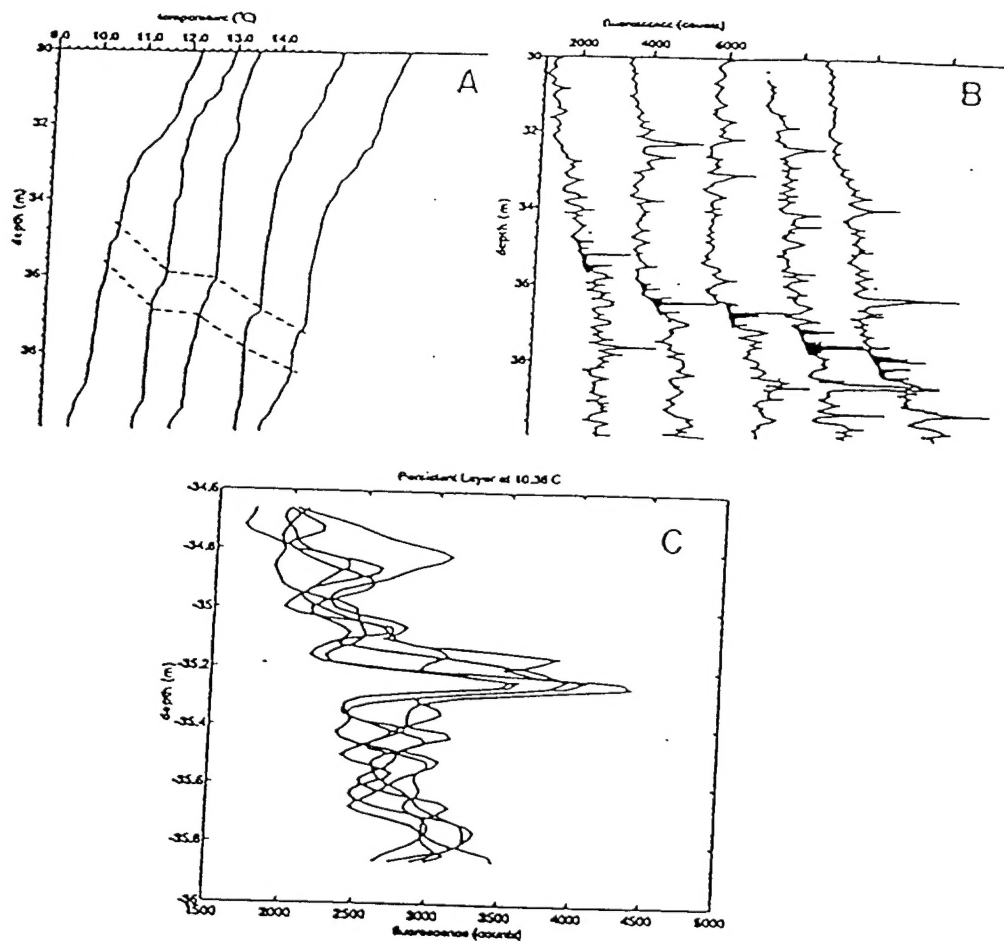 temperature (°C)
9.0 10.0 11.0 12.0 13.0 14.0
30
32
34
36
38
depth (m)
A
fluorescence (counts)
2000 4000 6000
30
32
34
36
38
depth (m)
B
Persistent Layer at 10.36 C
-34.6
-34.8
-35
-35.2
-35.4
-35.6
-35.8
-36
depth (m)
C
1500 2000 2500 3000 3500 4000 4500 5000
fluorescence (counts)